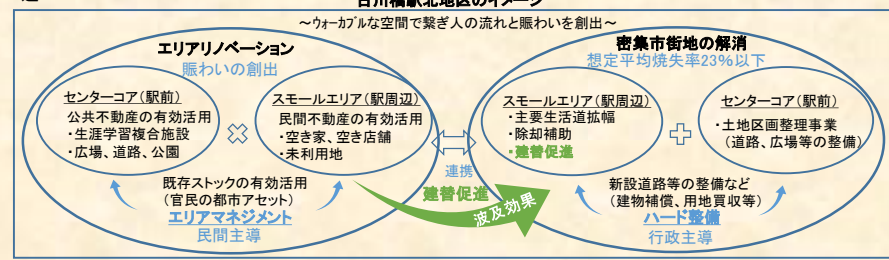 古川橋駅北地区のイメージ
～ウォーカブルな空間で繋ぎ人の流れと賑わいを創出～
エリアリノベーション
賑わいの創出
センターコア（駅前）
公共不動産の有効活用
・生涯学習複合施設
・広場、道路、公園
スモールエリア（駅周辺）
民間不動産の有効活用
・空き家、空き店舗
・未利用地
既存ストックの有効活用
（官民の都市アセット）
エリアマネジメント
民間主導
連携
建替促進
波及効果
密集市街地の解消
想定平均焼失率23％以下
スモールエリア（駅周辺）
・主要生活道拡幅
・除却補助
・建替促進
センターコア（駅前）
・土地区画整理事業
（道路、広場等の整備）
新設道路等の整備など
（建物補償、用地買収等）
ハード整備
行政主導